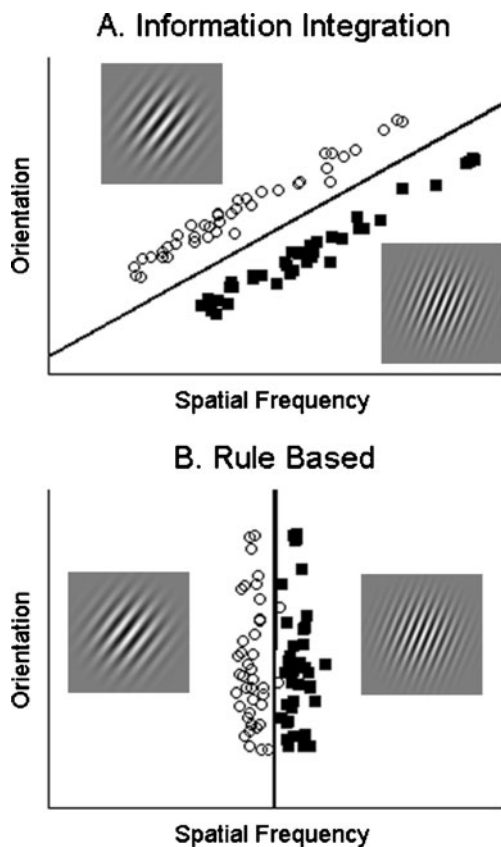 A. Information Integration
Orientation
Spatial Frequency
B. Rule Based
Orientation
Spatial Frequency